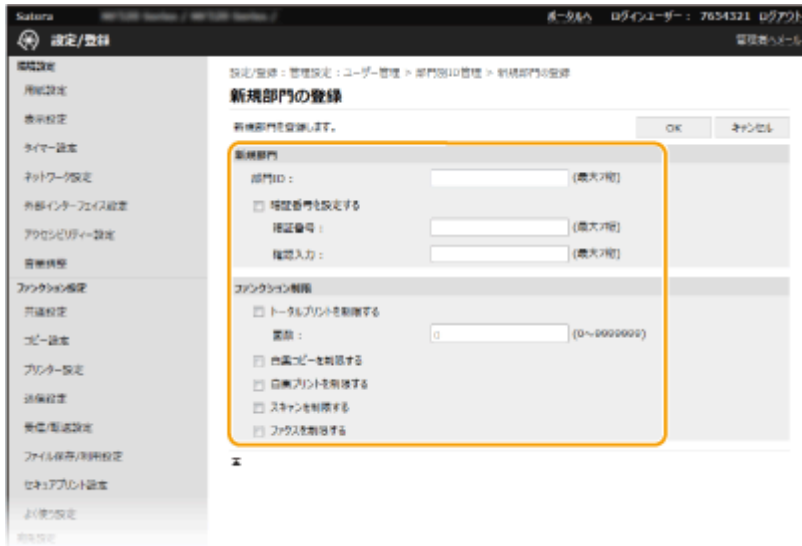 Satera
ポータルへ ログインユーザー: 7654321 ログアウト
設定/登録
管理者へメール
環境設定
用紙設定
表示設定
タイマー設定
ネットワーク設定
外部インターフェイス設定
アクセシビリティー設定
音量調整
ファンクション設定
共通設定
コピー設定
プリンター設定
送信設定
受信/転送設定
ファイル保存/利用設定
セキュアプリント設定
よく使う設定
設定/登録 : 管理設定 : ユーザー管理 > 部門別ID管理 > 新規部門の登録
新規部門の登録
新規部門を登録します。
OK キャンセル
新規部門
部門ID : (最大7桁)
暗証番号を設定する
暗証番号 : (最大7桁)
確認入力 : (最大7桁)
ファンクション制限
トータルプリントを制限する
面数 : 0 (0~9999999)
白黒コピーを制限する
白黒プリントを制限する
スキャンを制限する
ファクスを制限する